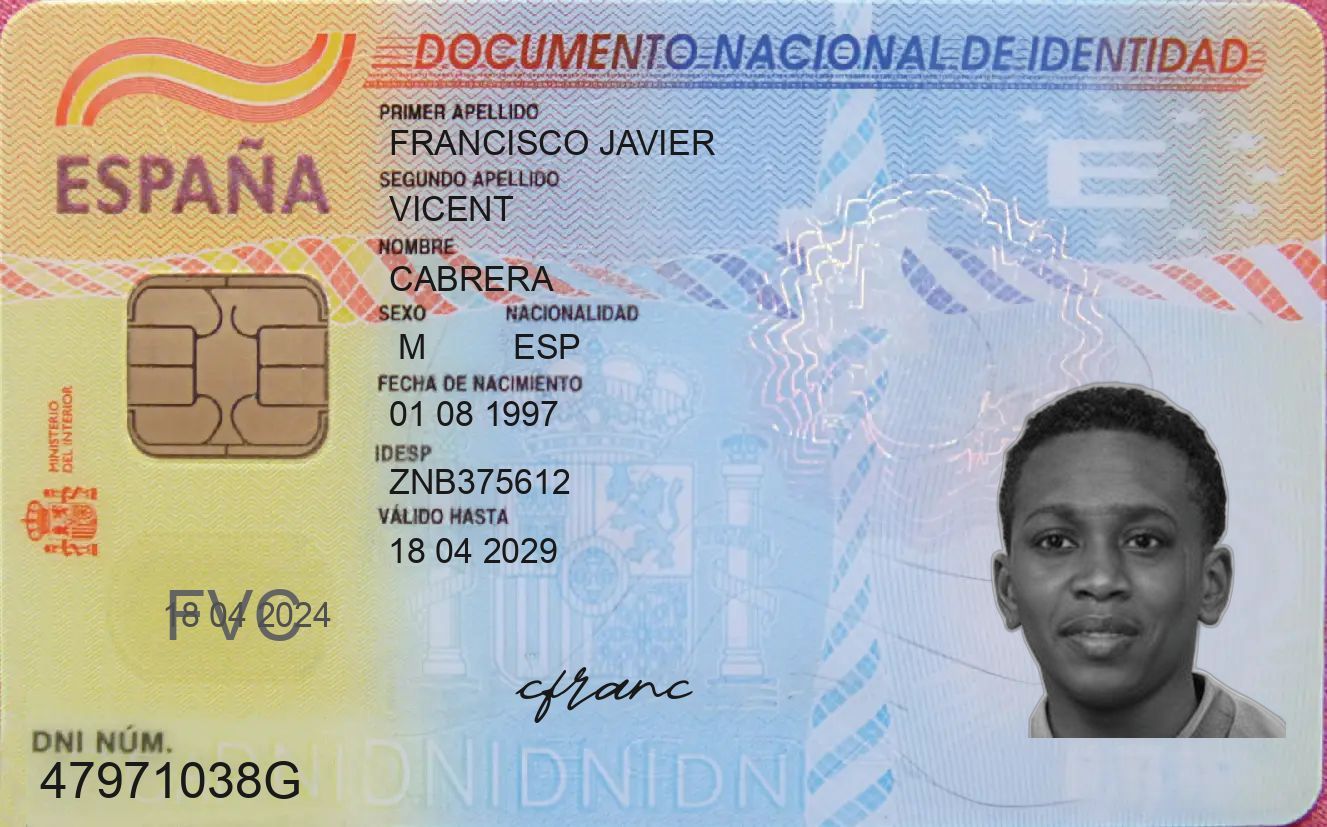 DOCUMENTO NACIONAL DE IDENTIDAD
ESPAÑA
PRIMER APELLIDO
FRANCISCO JAVIER
SEGUNDO APELLIDO
VICENT
NOMBRE
CABRERA
SEXO NACIONALIDAD
M ESP
FECHA DE NACIMIENTO
01 08 1997
IDESP
ZNB375612
VÁLIDO HASTA
18 04 2029
MINISTERIO
DEL INTERIOR
E
FVC
18 04 2024
cfranc
DNI NÚM.
47971038G
DNIDNIDNIDNI